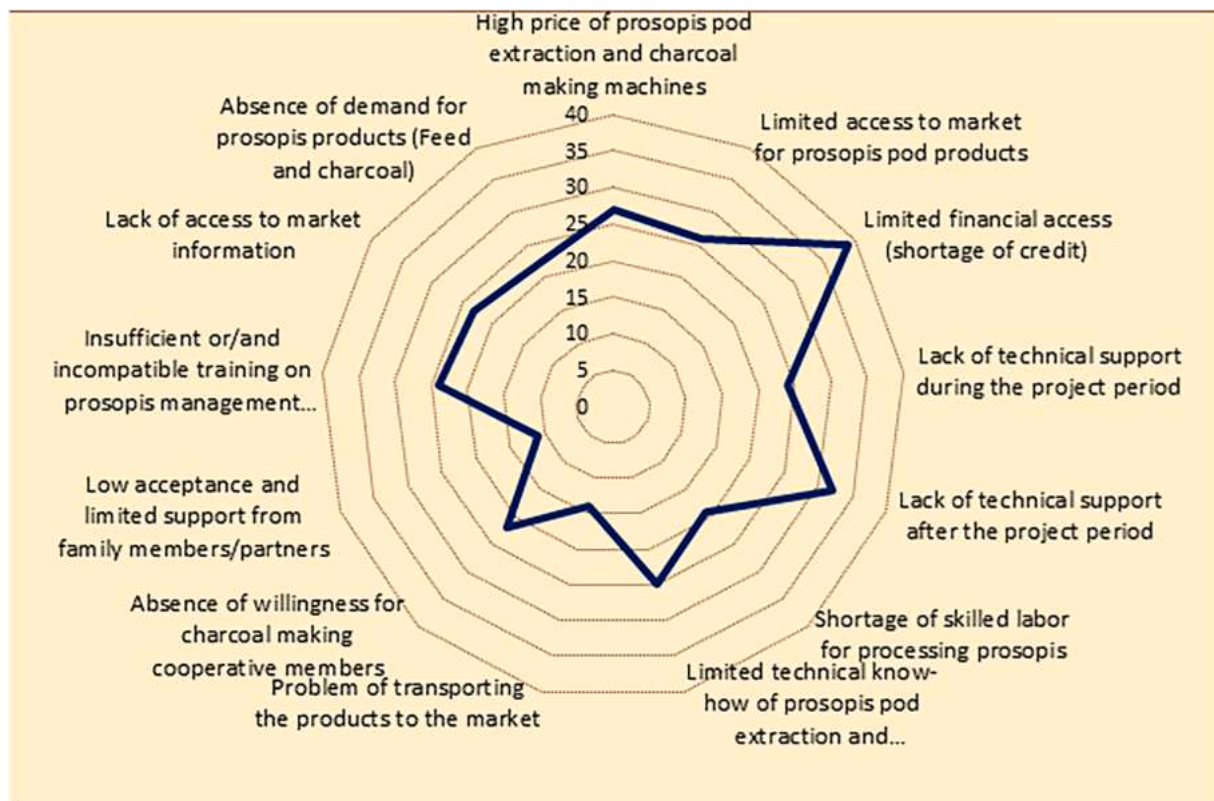 High price of prosopis pod
extraction and charcoal
making machines
Limited access to market
for prosopis pod products
Limited financial access
(shortage of credit)
Lack of technical support
during the project period
Lack of technical support
after the project period
Shortage of skilled labor
for processing prosopis
Limited technical know-
how of prosopis pod
extraction and...
Problem of transporting
the products to the market
Absence of willingness for
charcoal making
cooperative members
Low acceptance and
limited support from
family members/partners
Insufficient or/and
incompatible training on
prosopis management...
Lack of access to market
information
Absence of demand for
prosopis products (Feed
and charcoal)
40
35
30
25
20
15
10
5
0